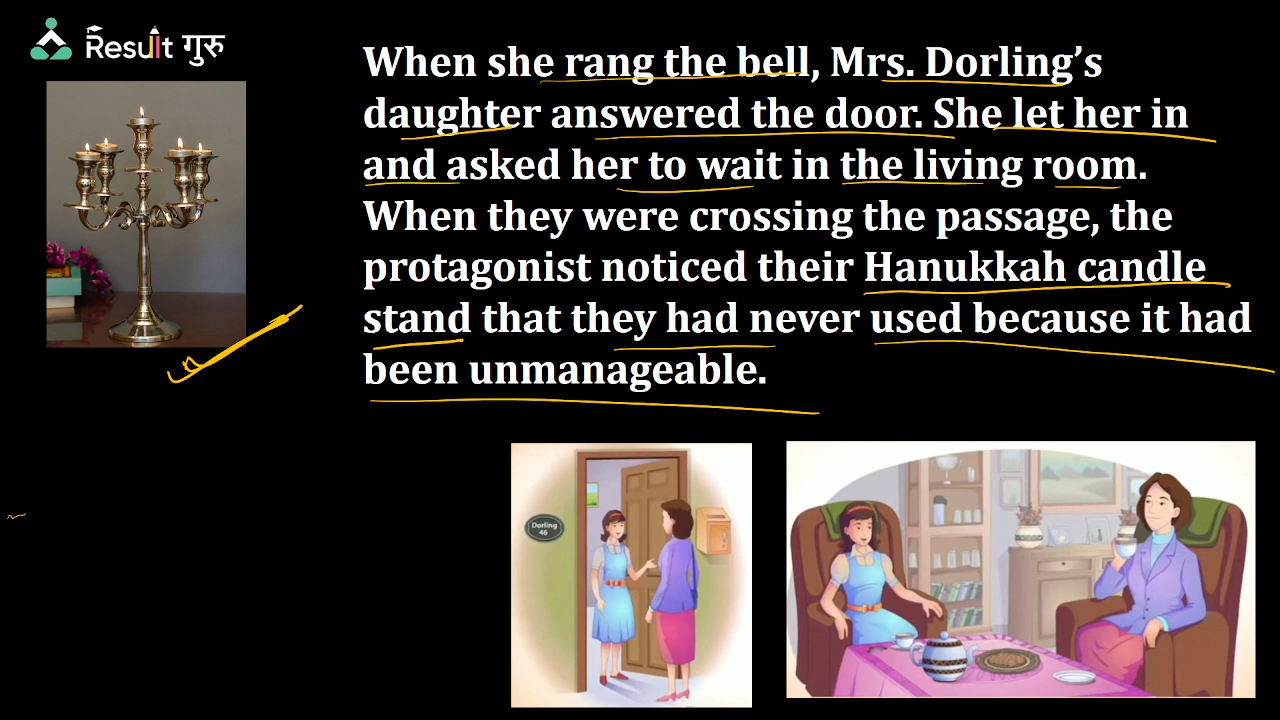 Result गुरु
When she rang the bell, Mrs. Dorling’s
daughter answered the door. She let her in
and asked her to wait in the living room.
When they were crossing the passage, the
protagonist noticed their Hanukkah candle
stand that they had never used because it had
been unmanageable.
Dorling
46